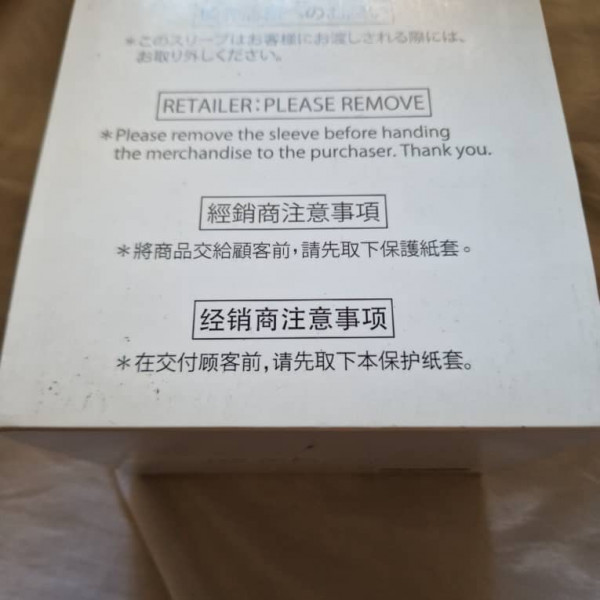 *このスリーブはお客様にお渡しされる際には、
お取り外しください。
RETAILER:PLEASE REMOVE
*Please remove the sleeve before handing
the merchandise to the purchaser. Thank you.
經銷商注意事項
*將商品交給顧客前,請先取下保護紙套。
经销商注意事项
*在交付顾客前,请先取下本保护纸套。